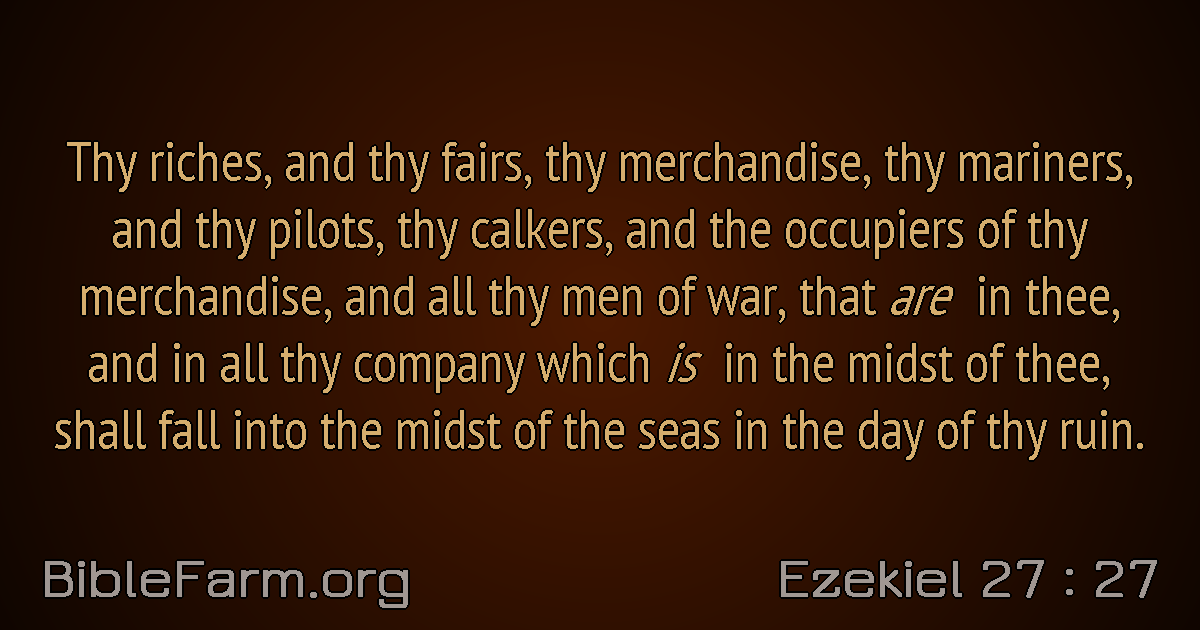 Thy riches, and thy fairs, thy merchandise, thy mariners,
and thy pilots, thy calkers, and the occupiers of thy
merchandise, and all thy men of war, that are in thee,
and in all thy company which is in the midst of thee,
shall fall into the midst of the seas in the day of thy ruin.
BibleFarm.org
Ezekiel 27 : 27